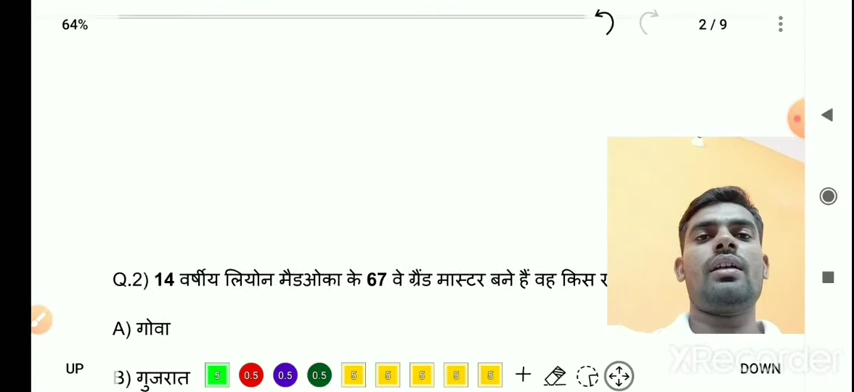 64%
2 / 9
Q.2) 14 वर्षीय लियोन मैडओका के 67 वे ग्रैंड मास्टर बने हैं वह किस
A) गोवा
UP
B) गुजरात
5 0.5 0.5 0.5 5 5 5 5 5
DOWN
XRecorder